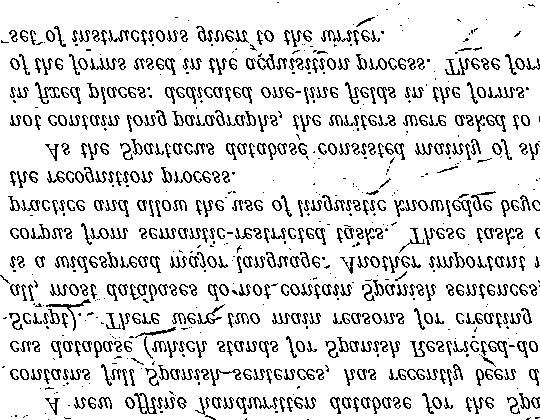 A new offline handwritten database for the Spa
contains full Spanish sentences, has recently been d
cus database (which stands for Spanish Restricted-do
Script). There were two main reasons for creating
all, most databases do not contain Spanish sentences,
is a widespread major language. Another important r
corpus from semantic-restricted tasks. These tasks a
practice and allow the use of linguistic knowledge beyo
the recognition process.
As the Spartacus database consisted mainly of sh
not contain long paragraphs, the writers were asked to c
in fixed places: dedicated one-line fields in the forms.
of the forms used in the acquisition process. These forn
set of instructions given to the writer.